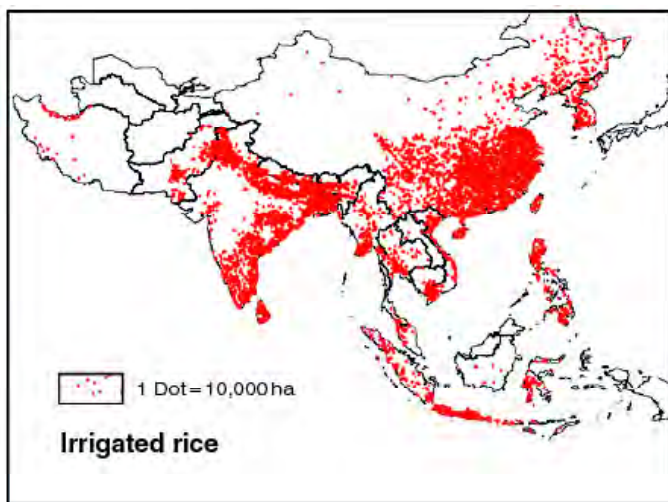 1 Dot = 10,000 ha
Irrigated rice